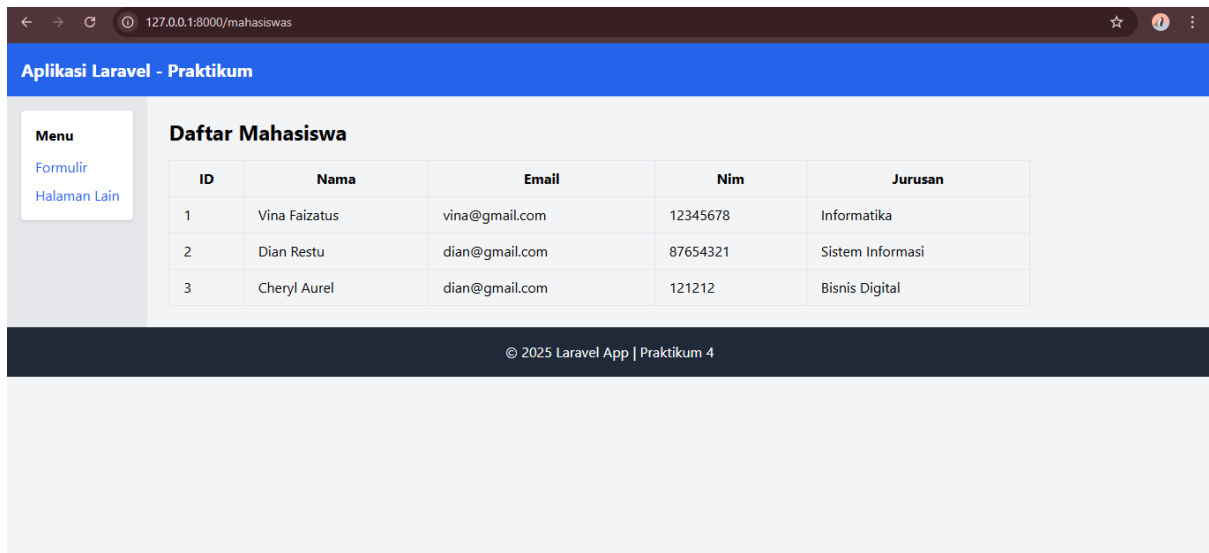 127.0.0.1:8000/mahasiswas
Aplikasi Laravel - Praktikum
Menu
Formulir
Halaman Lain
Daftar Mahasiswa
ID Nama Email Nim Jurusan
1 Vina Faizatus vina@gmail.com 12345678 Informatika
2 Dian Restu dian@gmail.com 87654321 Sistem Informasi
3 Cheryl Aurel dian@gmail.com 121212 Bisnis Digital
© 2025 Laravel App | Praktikum 4